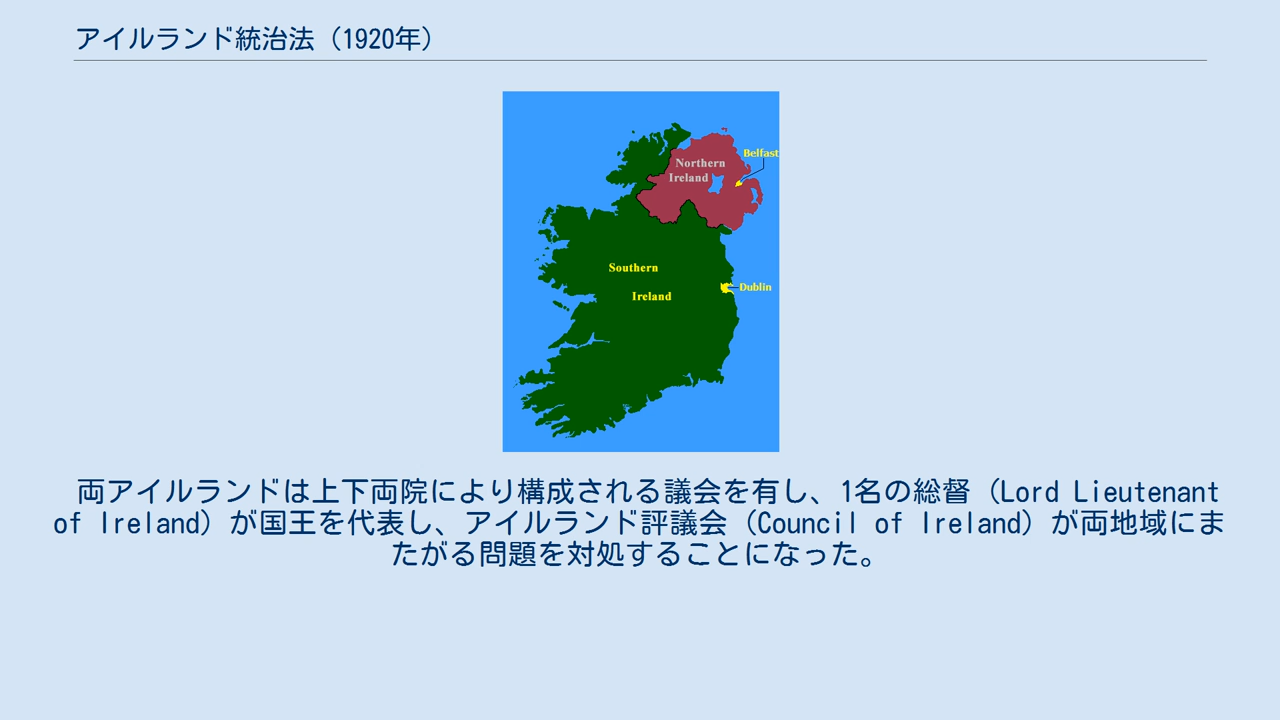 アイルランド統治法（1920年）
Belfast
Northern
Ireland
Southern
Ireland
Dublin
両アイルランドは上下両院により構成される議会を有し、1名の総督（Lord Lieutenant
of Ireland）が国王を代表し、アイルランド評議会（Council of Ireland）が両地域にま
たがる問題を対処することになった。